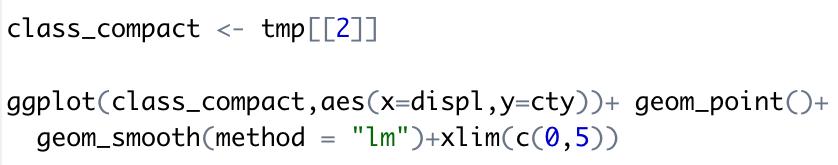 class_compact <- tmp[[2]]
ggplot(class_compact,aes(x=displ,y=cty))+ geom_point()+
geom_smooth(method = "lm")+xlim(c(0,5))